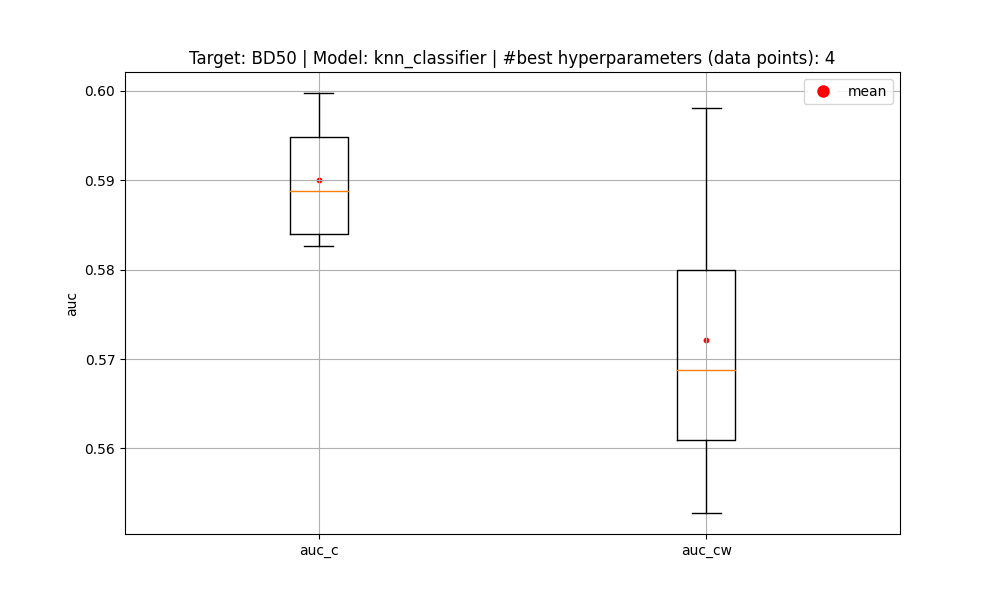 Target: BD50 | Model: knn_classifier | #best hyperparameters (data points): 4
mean
0.60
0.59
0.58
0.57
0.56
auc
auc_c
auc_cw